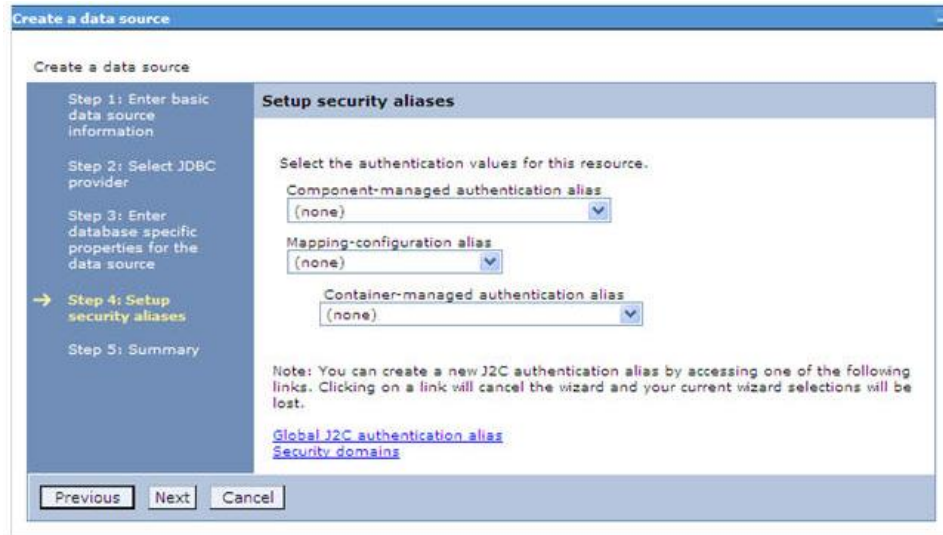 Create a data source
Create a data source
Step 1: Enter basic
data source
information
Step 2: Select JDBC
provider
Step 3: Enter
database specific
properties for the
data source
Step 4: Setup
security aliases
Step 5: Summary
Setup security aliases
Select the authentication values for this resource.
Component-managed authentication alias
(none)
Mapping-configuration alias
(none)
Container-managed authentication alias
(none)
Note: You can create a new J2C authentication alias by accessing one of the following
links. Clicking on a link will cancel the wizard and your current wizard selections will be
lost.
Global J2C authentication alias
Security domains
Previous Next Cancel